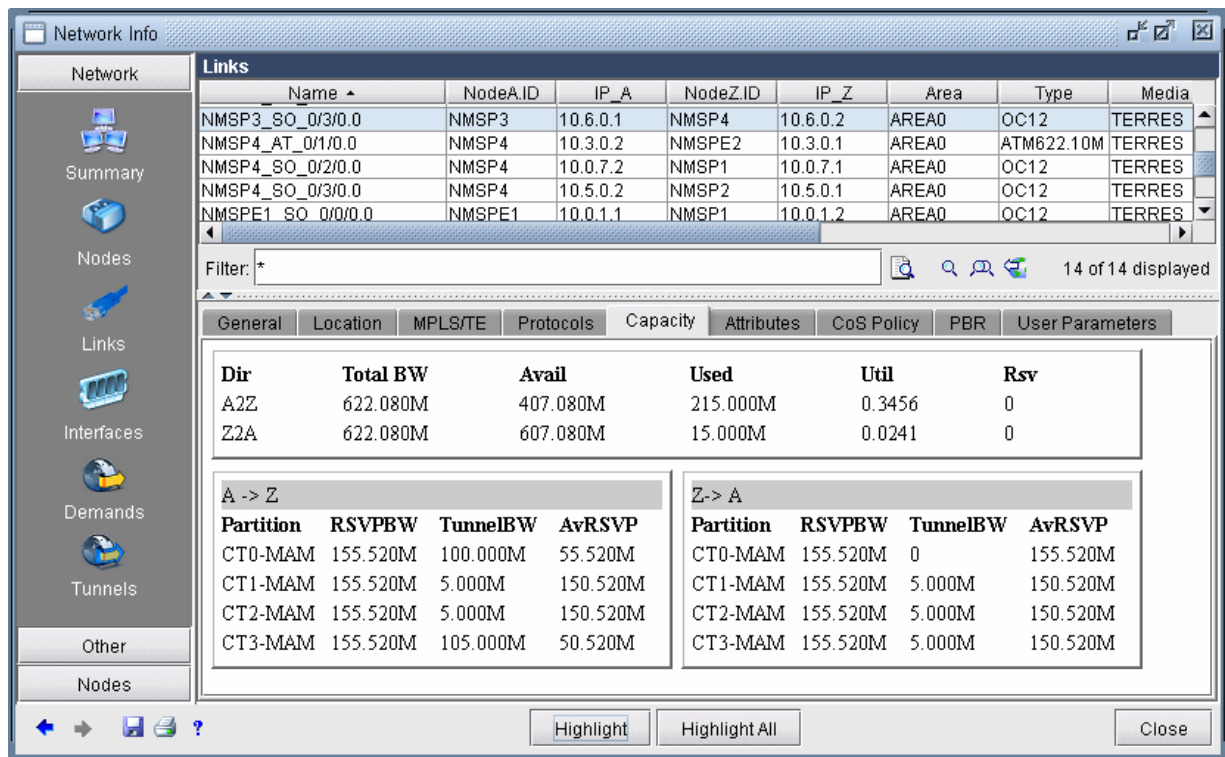 Network Info
Network
Summary
Nodes
Links
Interfaces
Demands
Tunnels
Other
Nodes
Links
Name NodeA.ID IP_A NodeZ.ID IP_Z Area Type Media
NMSP3_SO_0/3/0.0 NMSP3 10.6.0.1 NMSP4 10.6.0.2 AREA0 OC12 TERRES
NMSP4_AT_0/1/0.0 NMSP4 10.3.0.2 NMSPE2 10.3.0.1 AREA0 ATM622.10M TERRES
NMSP4_SO_0/2/0.0 NMSP4 10.0.7.2 NMSP1 10.0.7.1 AREA0 OC12 TERRES
NMSP4_SO_0/3/0.0 NMSP4 10.5.0.2 NMSP2 10.5.0.1 AREA0 OC12 TERRES
NMSPE1_SO_0/0/0.0 NMSPE1 10.0.1.1 NMSP1 10.0.1.2 AREA0 OC12 TERRES
Filter: * 14 of 14 displayed
General Location MPLS/TE Protocols Capacity Attributes CoS Policy PBR User Parameters
Dir Total BW Avail Used Util Rsv
A2Z 622.080M 407.080M 215.000M 0.3456 0
Z2A 622.080M 607.080M 15.000M 0.0241 0
A -> Z
Partition RSVPBW TunnelBW AvRSVP
CT0-MAM 155.520M 100.000M 55.520M
CT1-MAM 155.520M 5.000M 150.520M
CT2-MAM 155.520M 5.000M 150.520M
CT3-MAM 155.520M 105.000M 50.520M
Z-> A
Partition RSVPBW TunnelBW AvRSVP
CT0-MAM 155.520M 0 155.520M
CT1-MAM 155.520M 5.000M 150.520M
CT2-MAM 155.520M 5.000M 150.520M
CT3-MAM 155.520M 5.000M 150.520M
? Highlight Highlight All Close